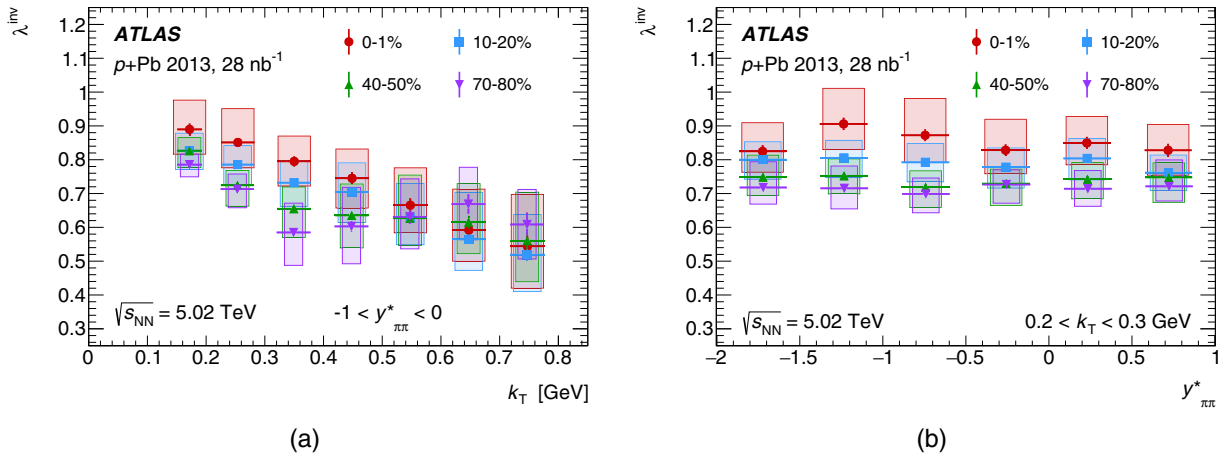 λ^inv
1.2
1.1
1
0.9
0.8
0.7
0.6
0.5
0.4
0.3
ATLAS
p+Pb 2013, 28 nb⁻¹
0-1%
10-20%
40-50%
70-80%
√s_NN = 5.02 TeV
-1 < y*_ππ < 0
0 0.1 0.2 0.3 0.4 0.5 0.6 0.7 0.8
k_T [GeV]
(a)
λ^inv
1.2
1.1
1
0.9
0.8
0.7
0.6
0.5
0.4
0.3
ATLAS
p+Pb 2013, 28 nb⁻¹
0-1%
10-20%
40-50%
70-80%
√s_NN = 5.02 TeV
0.2 < k_T < 0.3 GeV
−2 −1.5 −1 −0.5 0 0.5 1
y*_ππ
(b)